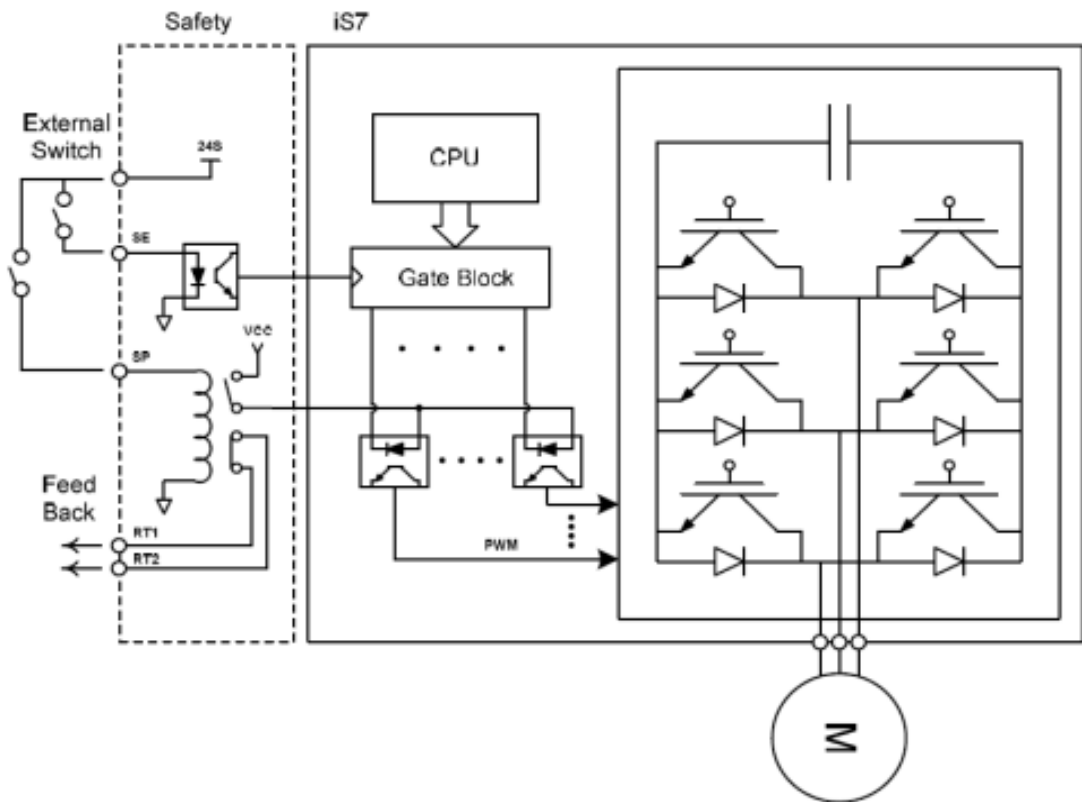 Safety
iS7
External
Switch
24S
CPU
SE
Gate Block
vcc
SP
Feed
Back
RT1
RT2
PWM
M